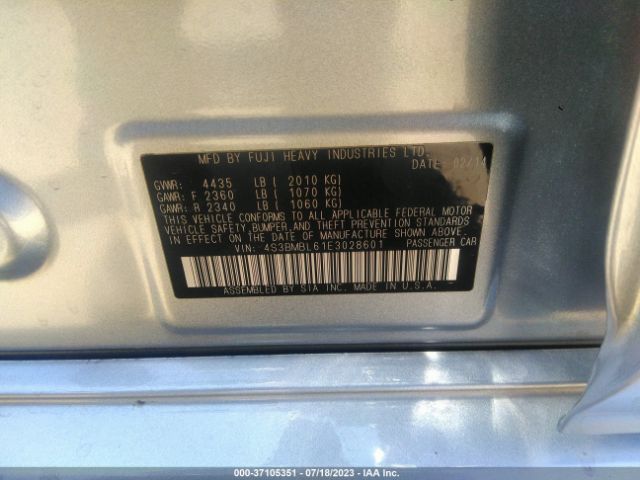 MFD BY FUJI HEAVY INDUSTRIES LTD.
DATE: 02/14
GVWR: 4435 LB( 2010 KG)
GAWR: F 2360 LB( 1070 KG)
GAWR: R 2340 LB( 1060 KG)
THIS VEHICLE CONFORMS TO ALL APPLICABLE FEDERAL MOTOR
VEHICLE SAFETY, BUMPER, AND THEFT PREVENTION STANDARDS
IN EFFECT ON THE DATE OF MANUFACTURE SHOWN ABOVE.
VIN: 4S3BMBL61E3028601 PASSENGER CAR
ASSEMBLED BY SIA INC. MADE IN U.S.A.
000-37105351 | 07/18/2023 | IAA Inc.